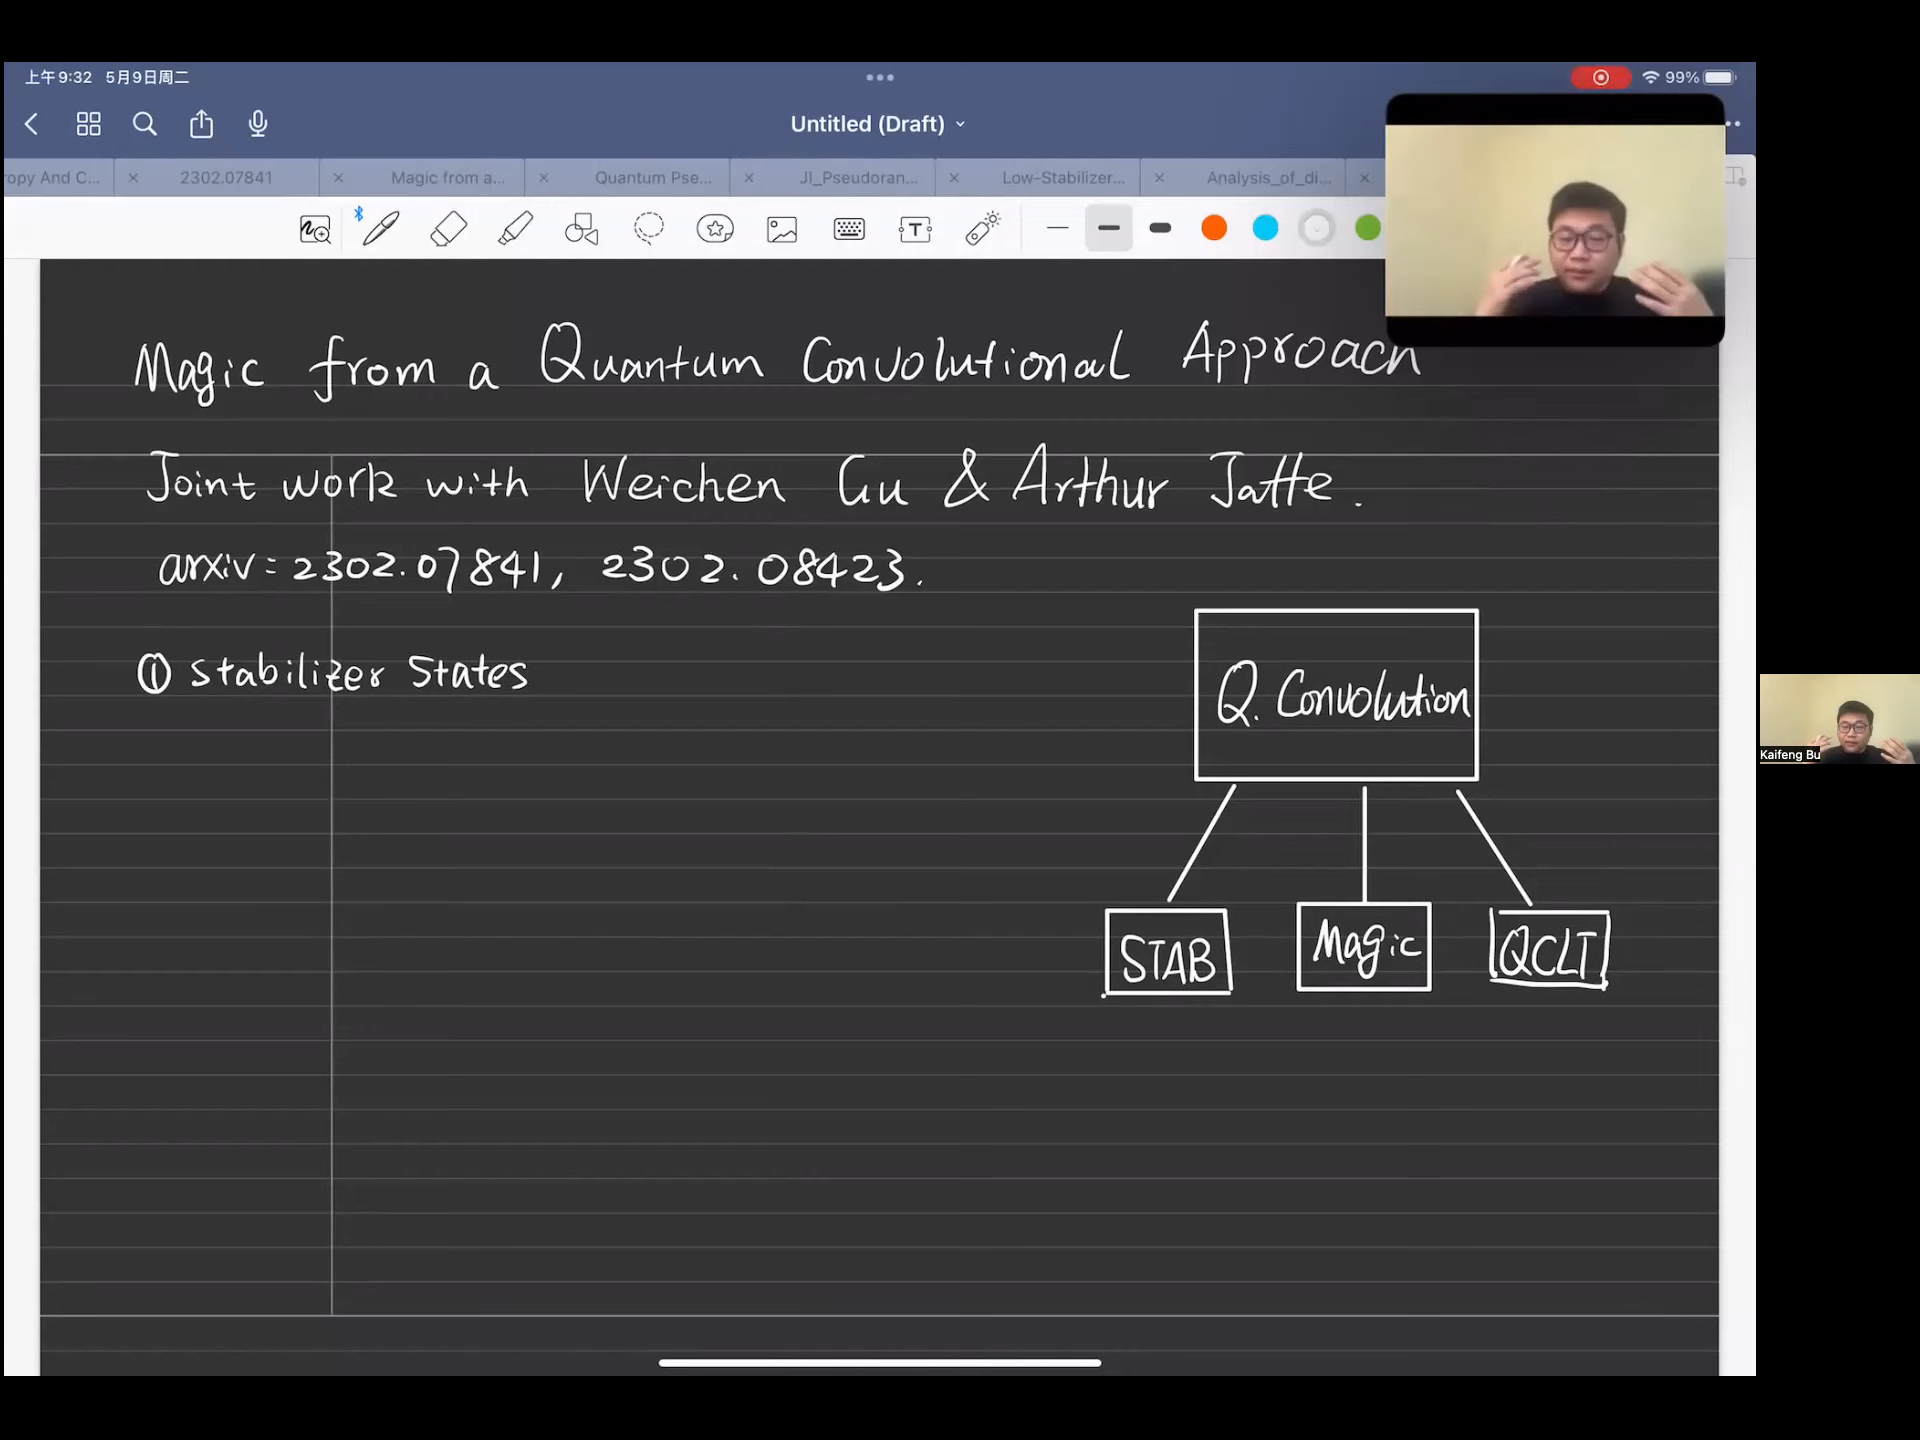 上午9:32 5月9日周二
99%
Untitled (Draft)
ropy And C...
2302.07841
Magic from a...
Quantum Pse...
JI_Pseudoran...
Low-Stabilizer...
Analysis_of_di...
T
Magic from a Quantum Convolutional Approach
Joint work with Weichen Gu & Arthur Jaffe.
arxiv: 2302.07841, 2302.08423.
① Stabilizer States
Q. Convolution
STAB
Magic
QCLT
Kaifeng Bu